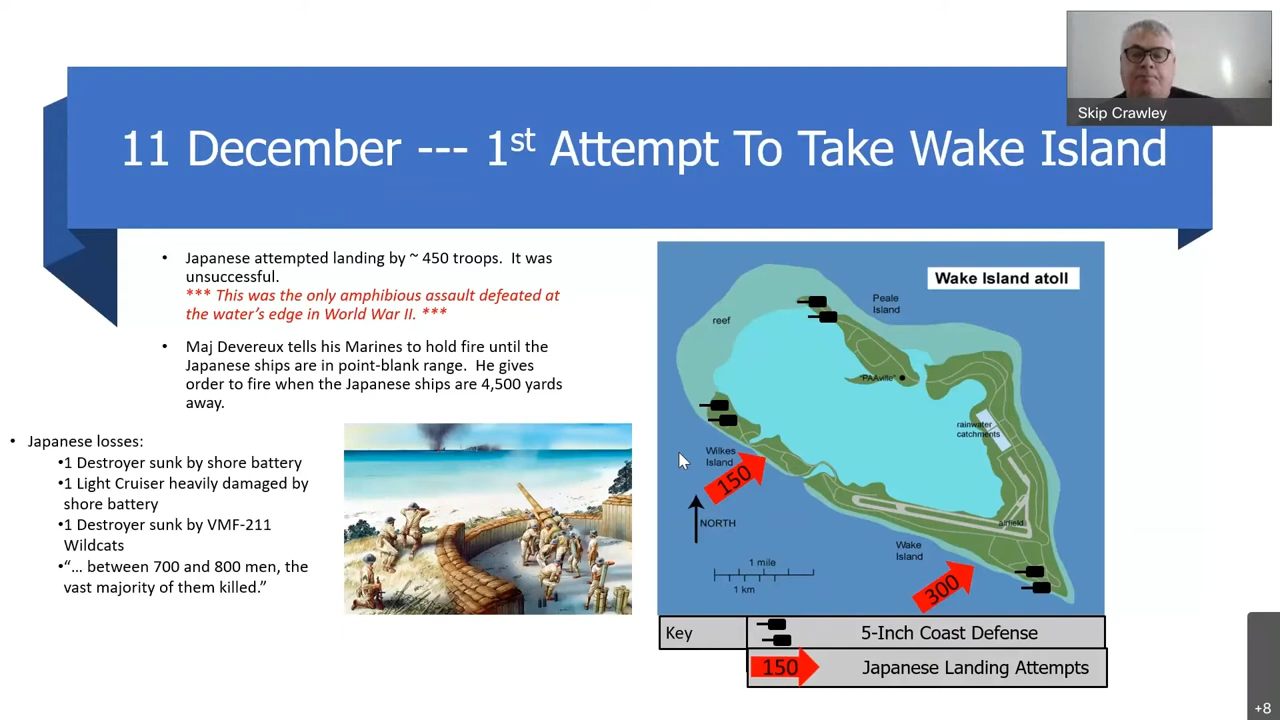 Skip Crawley
11 December --- 1st Attempt To Take Wake Island
• Japanese attempted landing by ~ 450 troops. It was
unsuccessful.
*** This was the only amphibious assault defeated at
the water's edge in World War II. ***
• Maj Devereux tells his Marines to hold fire until the
Japanese ships are in point-blank range. He gives
order to fire when the Japanese ships are 4,500 yards
away.
• Japanese losses:
•1 Destroyer sunk by shore battery
•1 Light Cruiser heavily damaged by
shore battery
•1 Destroyer sunk by VMF-211
Wildcats
•"… between 700 and 800 men, the
vast majority of them killed."
Wake Island atoll
Peale
Island
reef
"PAAville"
rainwater
catchments
Wilkes
Island
150
NORTH
airfield
Wake
Island
1 mile
1 km
300
Key
5-Inch Coast Defense
150
Japanese Landing Attempts
+8